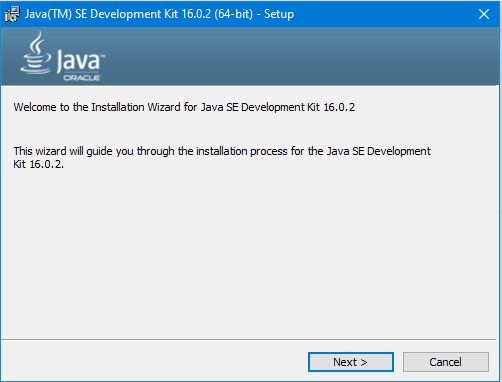 Java(TM) SE Development Kit 16.0.2 (64-bit) - Setup
Java™
ORACLE
Welcome to the Installation Wizard for Java SE Development Kit 16.0.2
This wizard will guide you through the installation process for the Java SE Development
Kit 16.0.2.
Next > Cancel